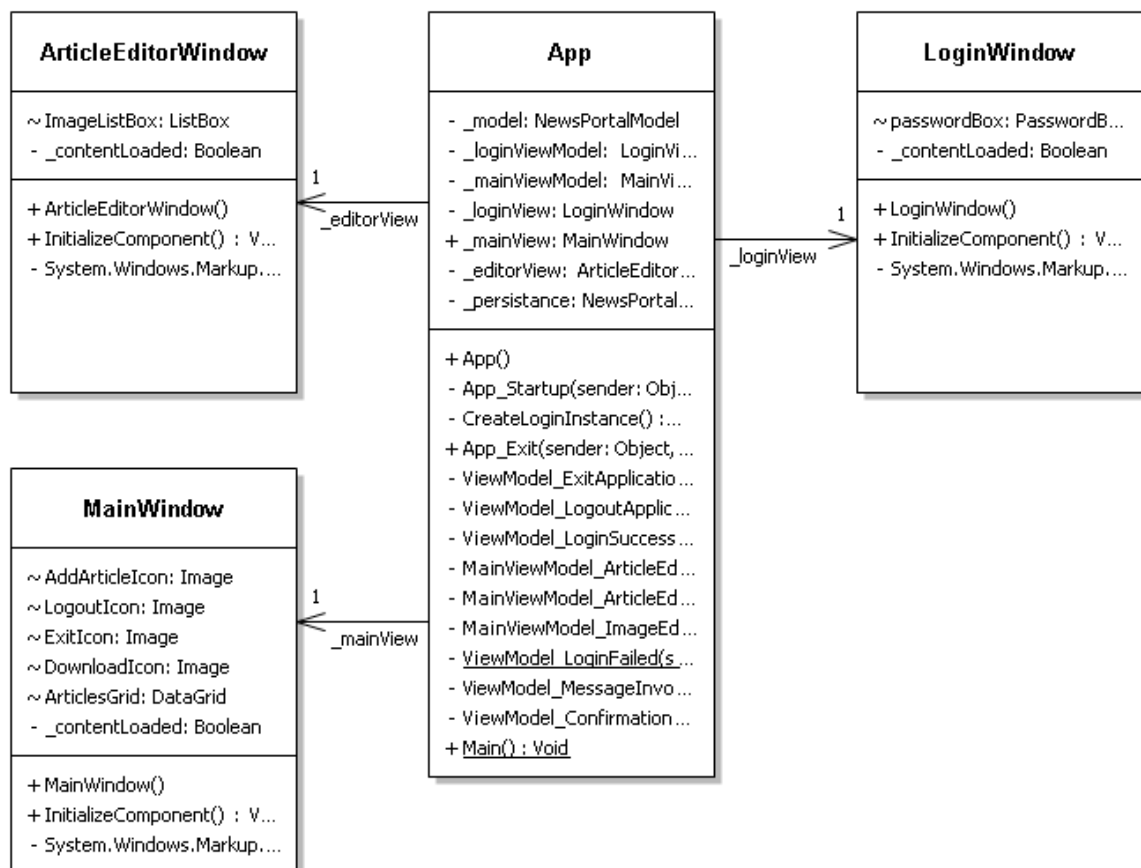 ArticleEditorWindow
~ ImageListBox: ListBox
- _contentLoaded: Boolean
+ ArticleEditorWindow()
+ InitializeComponent() : V...
- System.Windows.Markup....
1
_editorView
App
- _model: NewsPortalModel
- _loginViewModel: LoginVi...
- _mainViewModel: MainVi...
- _loginView: LoginWindow
+ _mainView: MainWindow
- _editorView: ArticleEditor...
- _persistance: NewsPortal...
+ App()
- App_Startup(sender: Obj...
- CreateLoginInstance() :...
+ App_Exit(sender: Object, ...
- ViewModel_ExitApplicatio...
- ViewModel_LogoutApplic...
- ViewModel_LoginSuccess...
- MainViewModel_ArticleEd...
- MainViewModel_ArticleEd...
- MainViewModel_ImageEd...
- ViewModel_LoginFailed(s...
- ViewModel_MessageInvo...
- ViewModel_Confirmation...
+ Main() : Void
1
_loginView
LoginWindow
~ passwordBox: PasswordB...
- _contentLoaded: Boolean
+ LoginWindow()
+ InitializeComponent() : V...
- System.Windows.Markup....
MainWindow
~ AddArticleIcon: Image
~ LogoutIcon: Image
~ ExitIcon: Image
~ DownloadIcon: Image
~ ArticlesGrid: DataGrid
- _contentLoaded: Boolean
+ MainWindow()
+ InitializeComponent() : V...
- System.Windows.Markup....
1
_mainView